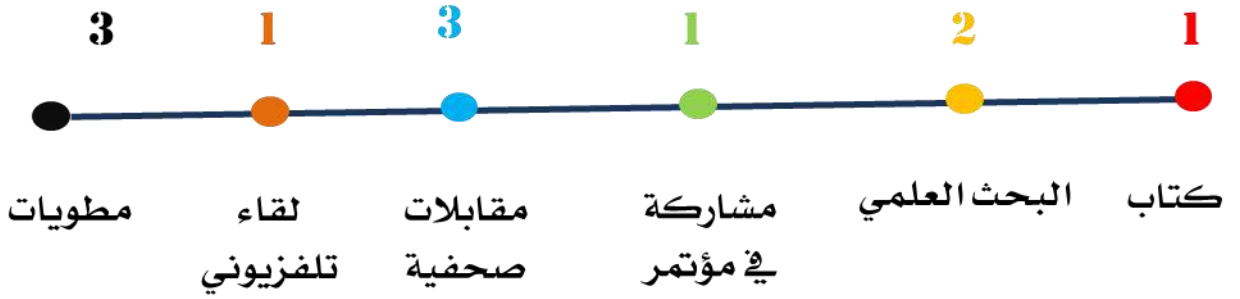 1
2
1
3
1
3
كتاب
البحث العلمي
مشاركة
في مؤتمر
مقابلات
صحفية
لقاء
تلفزيوني
مطويات